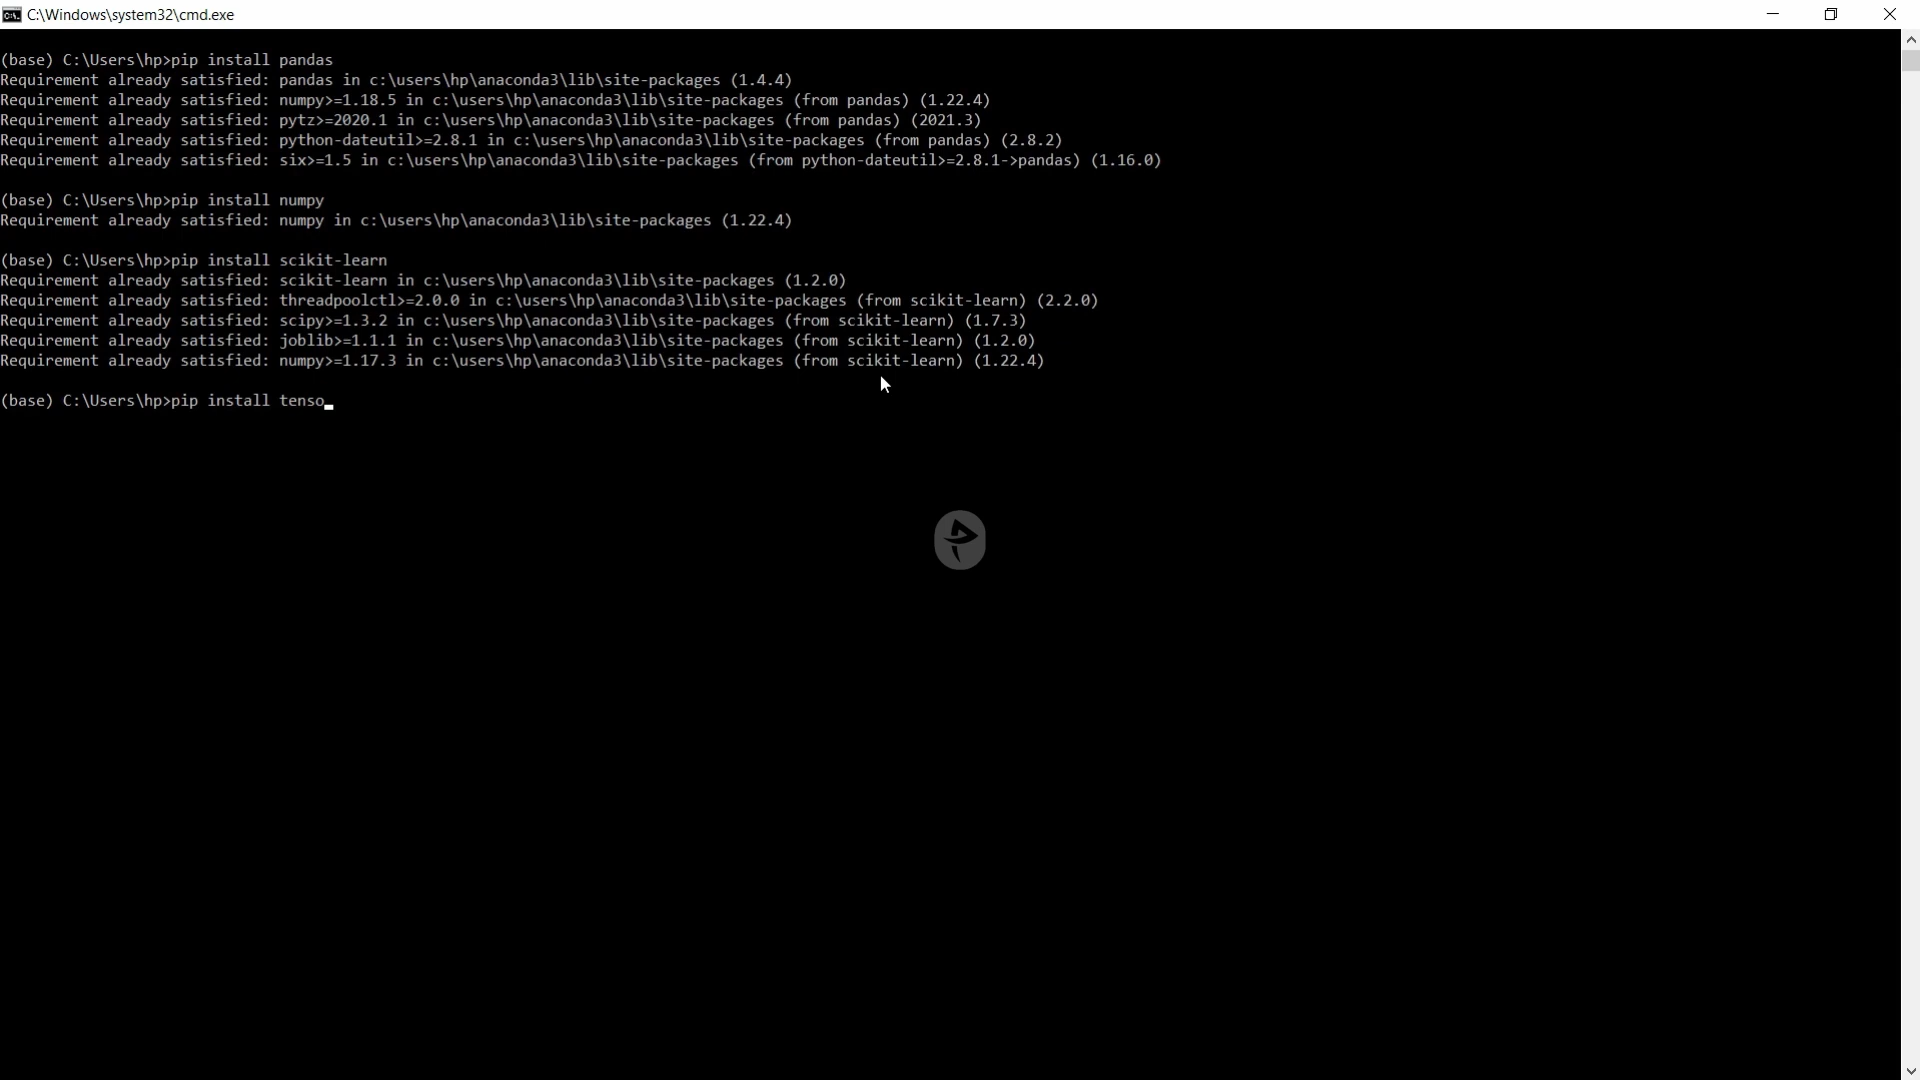 C:\Windows\system32\cmd.exe
(base) C:\Users\hp>pip install pandas
Requirement already satisfied: pandas in c:\users\hp\anaconda3\lib\site-packages (1.4.4)
Requirement already satisfied: numpy>=1.18.5 in c:\users\hp\anaconda3\lib\site-packages (from pandas) (1.22.4)
Requirement already satisfied: pytz>=2020.1 in c:\users\hp\anaconda3\lib\site-packages (from pandas) (2021.3)
Requirement already satisfied: python-dateutil>=2.8.1 in c:\users\hp\anaconda3\lib\site-packages (from pandas) (2.8.2)
Requirement already satisfied: six>=1.5 in c:\users\hp\anaconda3\lib\site-packages (from python-dateutil>=2.8.1->pandas) (1.16.0)
(base) C:\Users\hp>pip install numpy
Requirement already satisfied: numpy in c:\users\hp\anaconda3\lib\site-packages (1.22.4)
(base) C:\Users\hp>pip install scikit-learn
Requirement already satisfied: scikit-learn in c:\users\hp\anaconda3\lib\site-packages (1.2.0)
Requirement already satisfied: threadpoolctl>=2.0.0 in c:\users\hp\anaconda3\lib\site-packages (from scikit-learn) (2.2.0)
Requirement already satisfied: scipy>=1.3.2 in c:\users\hp\anaconda3\lib\site-packages (from scikit-learn) (1.7.3)
Requirement already satisfied: joblib>=1.1.1 in c:\users\hp\anaconda3\lib\site-packages (from scikit-learn) (1.2.0)
Requirement already satisfied: numpy>=1.17.3 in c:\users\hp\anaconda3\lib\site-packages (from scikit-learn) (1.22.4)
(base) C:\Users\hp>pip install tenso